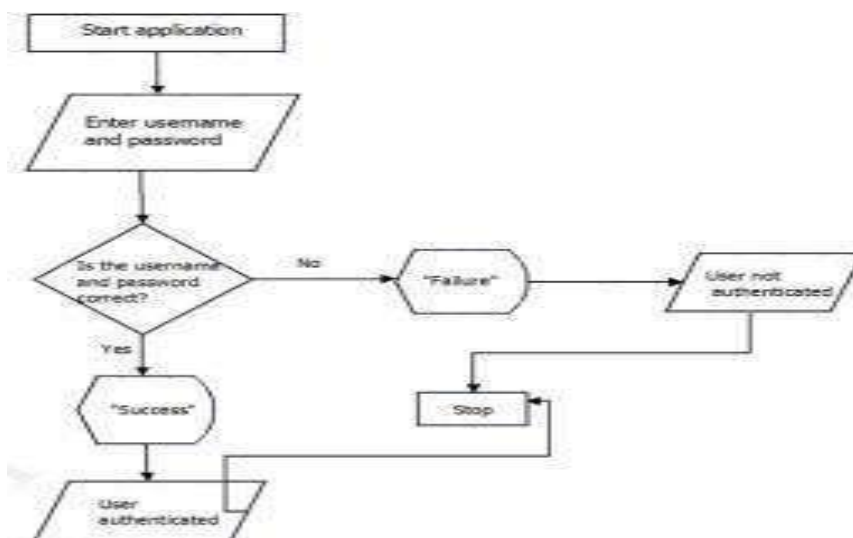 Start application
Enter username
and password
Is the username
and password
correct?
No
"Failure"
User not
authenticated
Yes
"Success"
Stop
User
authenticated